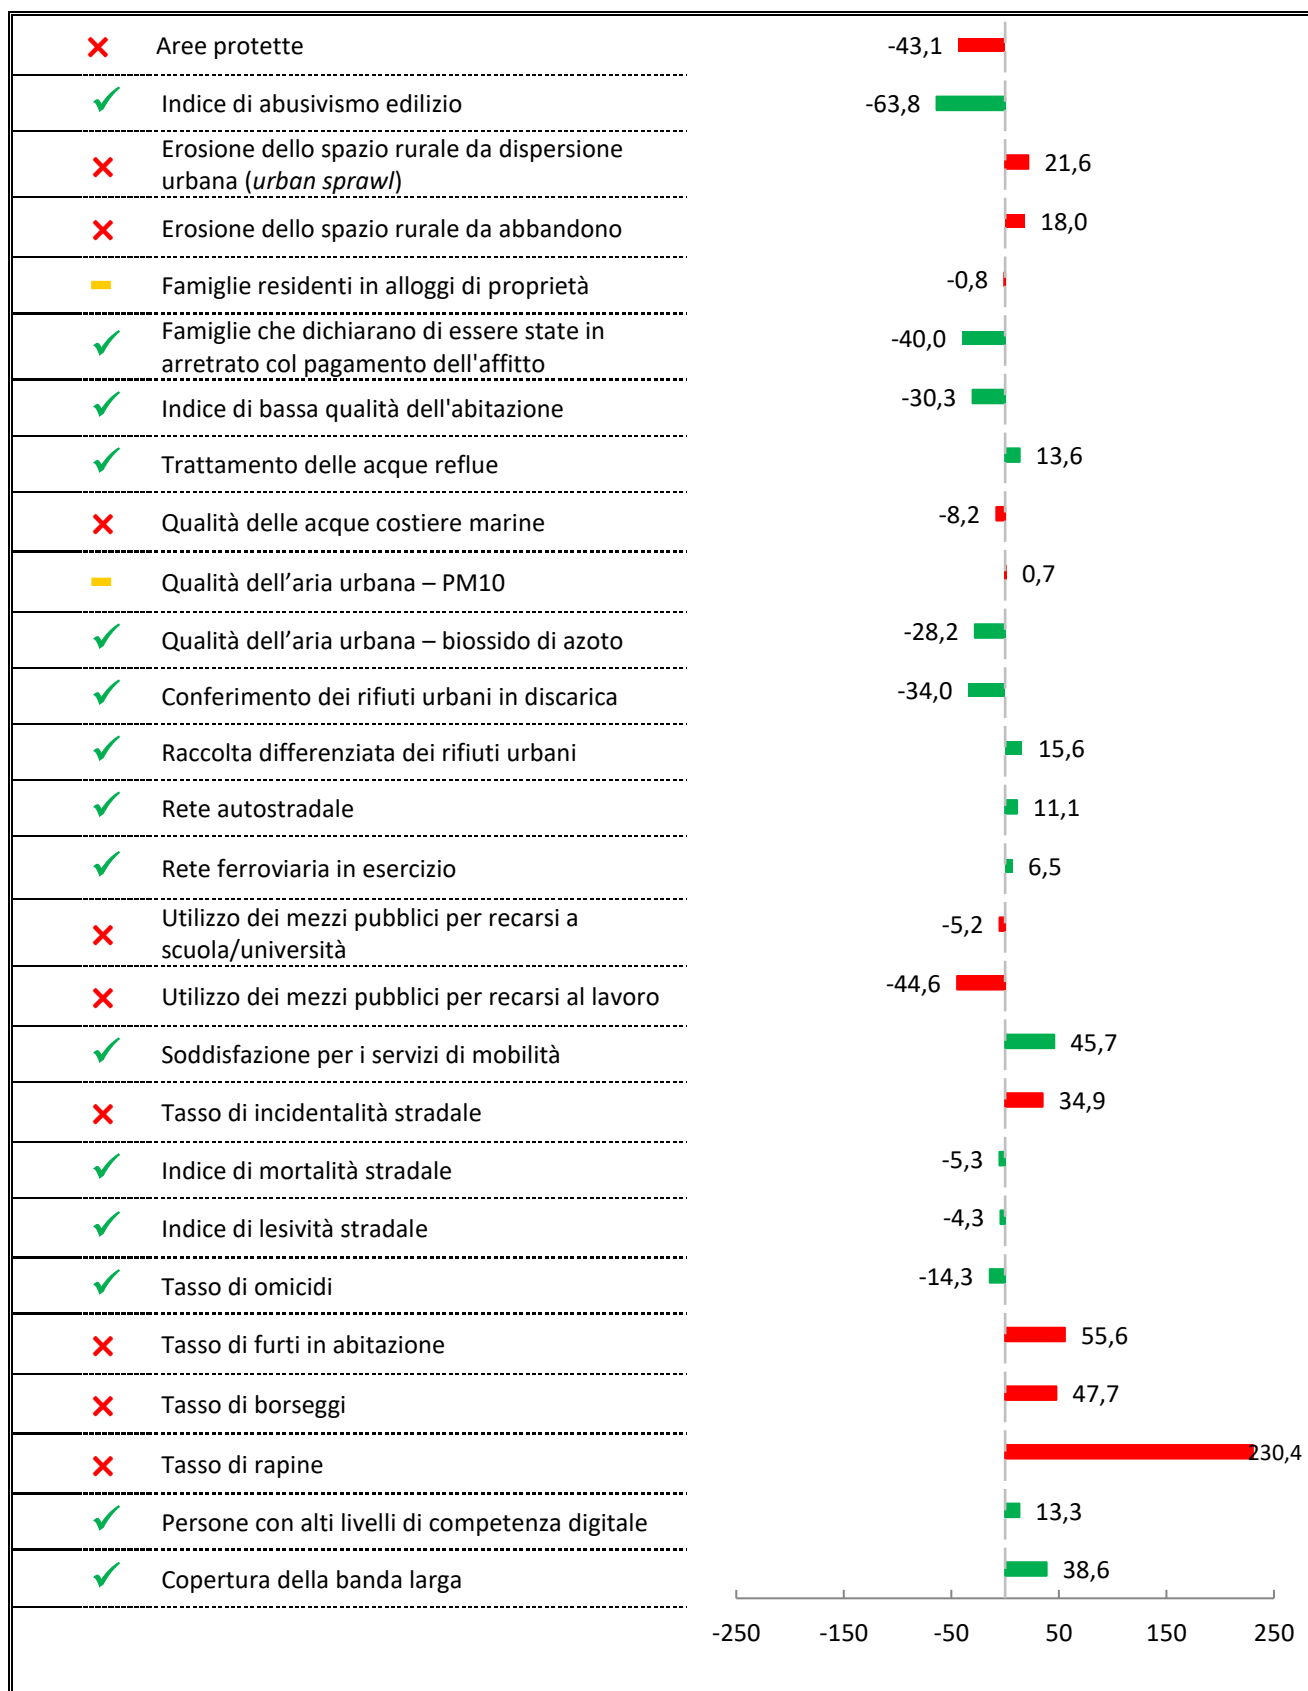 Aree protette -43,1
Indice di abusivismo edilizio -63,8
Erosione dello spazio rurale da dispersione
urbana (urban sprawl) 21,6
Erosione dello spazio rurale da abbandono 18,0
Famiglie residenti in alloggi di proprietà -0,8
Famiglie che dichiarano di essere state in
arretrato col pagamento dell'affitto -40,0
Indice di bassa qualità dell'abitazione -30,3
Trattamento delle acque reflue 13,6
Qualità delle acque costiere marine -8,2
Qualità dell’aria urbana – PM10 0,7
Qualità dell’aria urbana – biossido di azoto -28,2
Conferimento dei rifiuti urbani in discarica -34,0
Raccolta differenziata dei rifiuti urbani 15,6
Rete autostradale 11,1
Rete ferroviaria in esercizio 6,5
Utilizzo dei mezzi pubblici per recarsi a
scuola/università -5,2
Utilizzo dei mezzi pubblici per recarsi al lavoro -44,6
Soddisfazione per i servizi di mobilità 45,7
Tasso di incidentalità stradale 34,9
Indice di mortalità stradale -5,3
Indice di lesività stradale -4,3
Tasso di omicidi -14,3
Tasso di furti in abitazione 55,6
Tasso di borseggi 47,7
Tasso di rapine 230,4
Persone con alti livelli di competenza digitale 13,3
Copertura della banda larga 38,6
-250 -150 -50 50 150 250